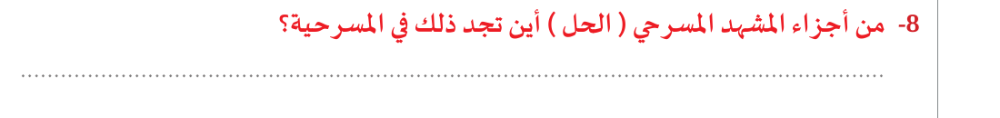 8- من أجزاء المشهد المسرحي ( الحل ) أين تجد ذلك في المسرحية؟